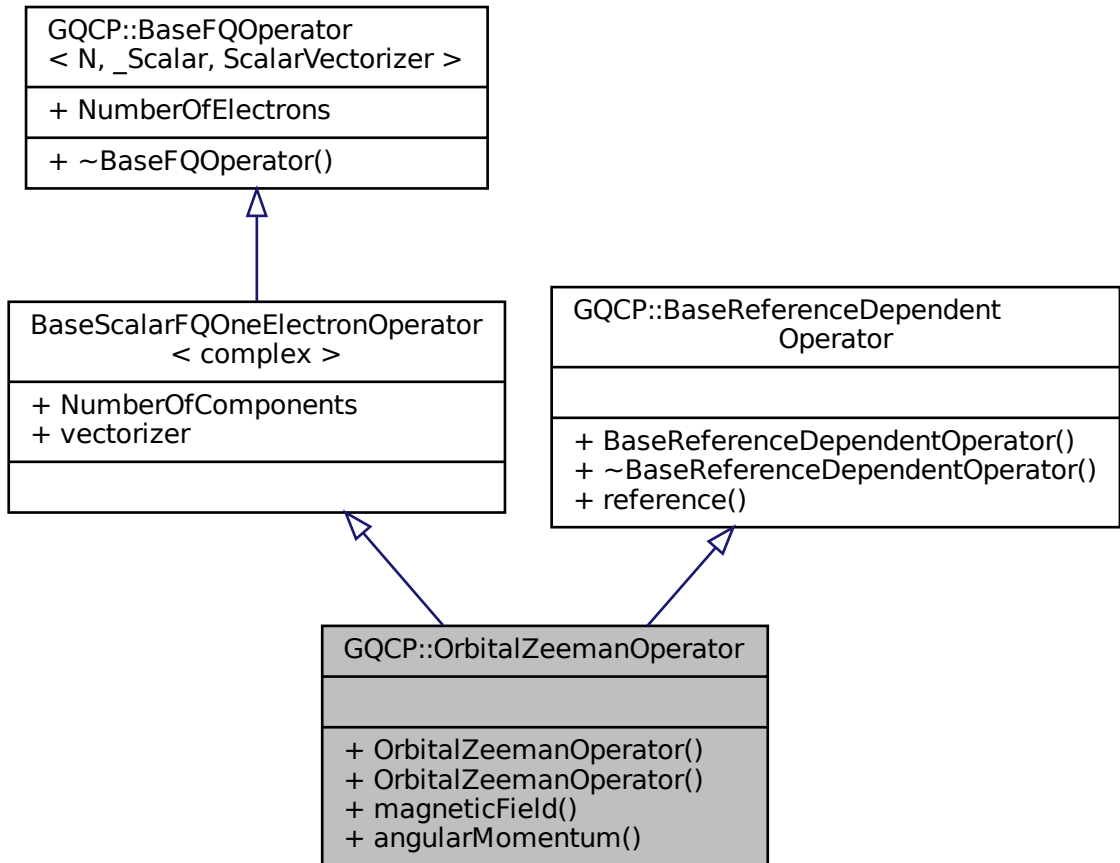 GQCP::BaseFQOperator
< N, _Scalar, ScalarVectorizer >
+ NumberOfElectrons
+ ~BaseFQOperator()
BaseScalarFQOneElectronOperator
< complex >
+ NumberOfComponents
+ vectorizer
GQCP::BaseReferenceDependent
Operator
+ BaseReferenceDependentOperator()
+ ~BaseReferenceDependentOperator()
+ reference()
GQCP::OrbitalZeemanOperator
+ OrbitalZeemanOperator()
+ OrbitalZeemanOperator()
+ magneticField()
+ angularMomentum()